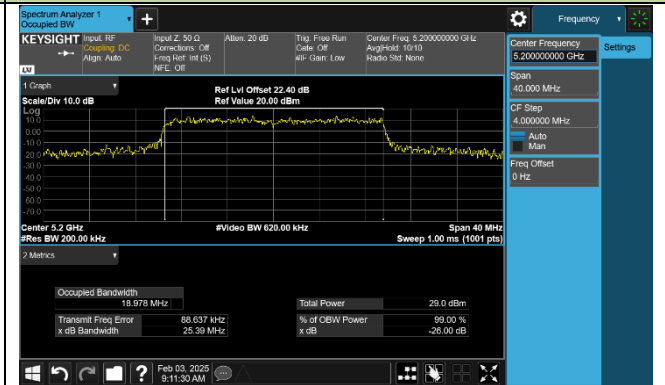 Spectrum Analyzer 1
Occupied BW
+
Frequency
KEYSIGHT
Input: RF
Coupling: DC
Align: Auto
Input Z: 50 Ω
Corrections: Off
Freq Ref: Int (S)
NFE: Off
Atten: 20 dB
Trig: Free Run
Gate: Off
#IF Gain: Low
Center Freq: 5.200000000 GHz
Avg|Hold: 10/10
Radio Std: None
LXI
Center Frequency
5.200000000 GHz
Settings
Span
40.000 MHz
CF Step
4.000000 MHz
Auto
Man
Freq Offset
0 Hz
1 Graph
Scale/Div 10.0 dB
Ref Lvl Offset 22.40 dB
Ref Value 20.00 dBm
Log
10.0
0.00
-10.0
-20.0
-30.0
-40.0
-50.0
-60.0
-70.0
Center 5.2 GHz
#Res BW 200.00 kHz
#Video BW 620.00 kHz
Span 40 MHz
Sweep 1.00 ms (1001 pts)
2 Metrics
Occupied Bandwidth
18.978 MHz
Total Power 29.0 dBm
Transmit Freq Error 88.637 kHz
% of OBW Power 99.00 %
x dB Bandwidth 25.39 MHz
x dB -26.00 dB
?
Feb 03, 2025
9:11:30 AM